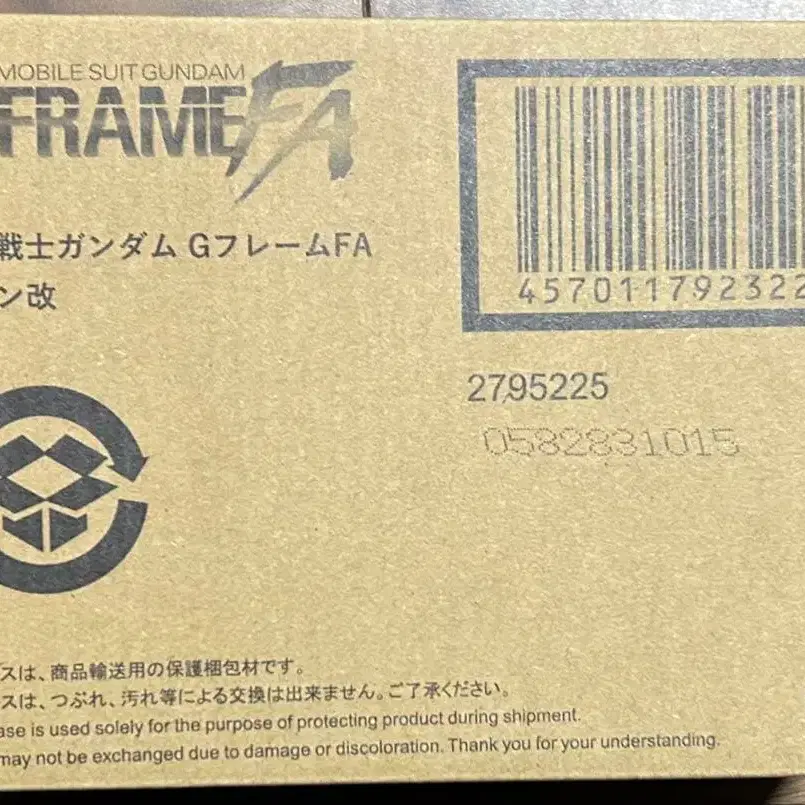 MOBILE SUIT GUNDAM
FRAME FA
戦士ガンダム GフレームFA
ン改
457011792322
2795225
0582831015
スは、商品輸送用の保護梱包材です。
スは、つぶれ、汚れ等による交換は出来ません。ご了承ください。
ase is used solely for the purpose of protecting product during shipment.
may not be exchanged due to damage or discoloration. Thank you for your understanding.